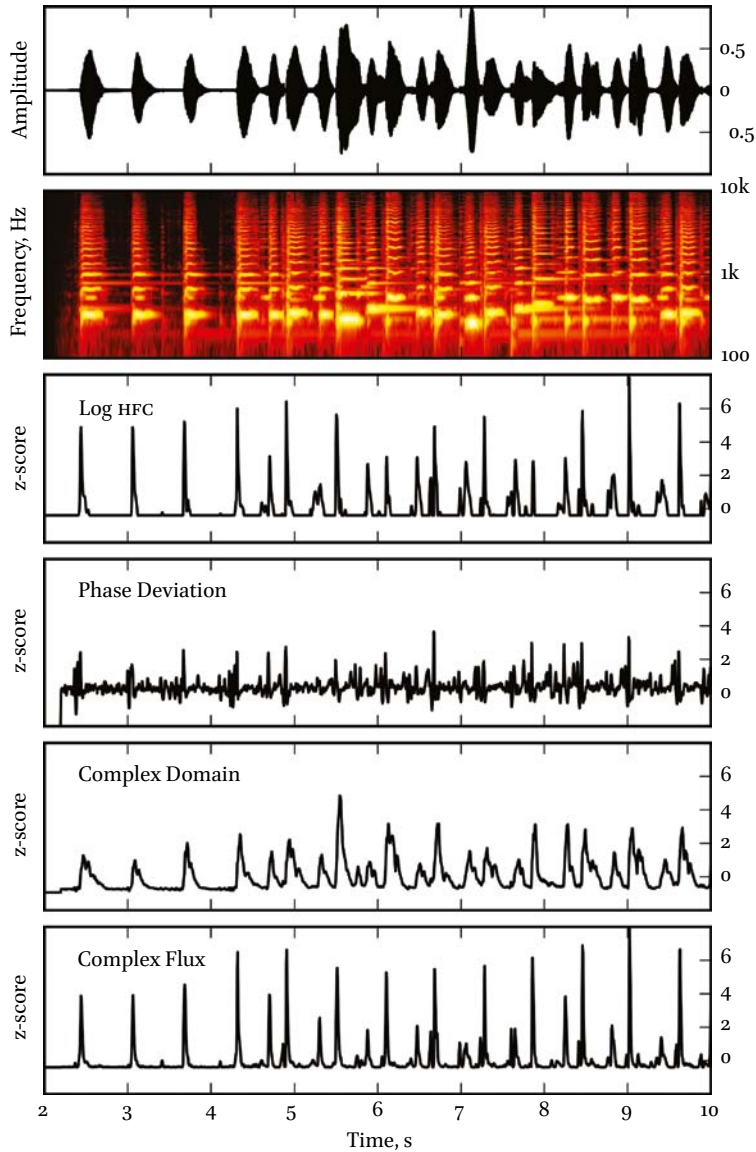 Amplitude
0.5
0
0.5
Frequency, Hz
10k
1k
100
Log HFC
z-score
6
4
2
0
Phase Deviation
z-score
6
4
2
0
Complex Domain
z-score
6
4
2
0
Complex Flux
z-score
6
4
2
0
2 3 4 5 6 7 8 9 10
Time, s